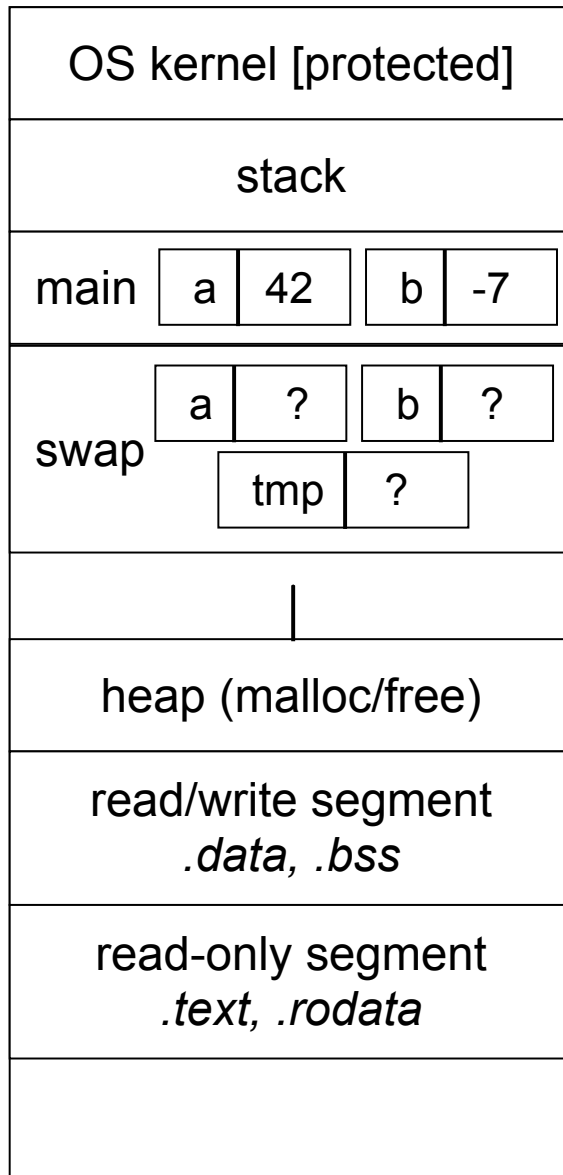 OS kernel [protected]
stack
main a 42 b -7
a ? b ?
swap
tmp ?
heap (malloc/free)
read/write segment
.data, .bss
read-only segment
.text, .rodata